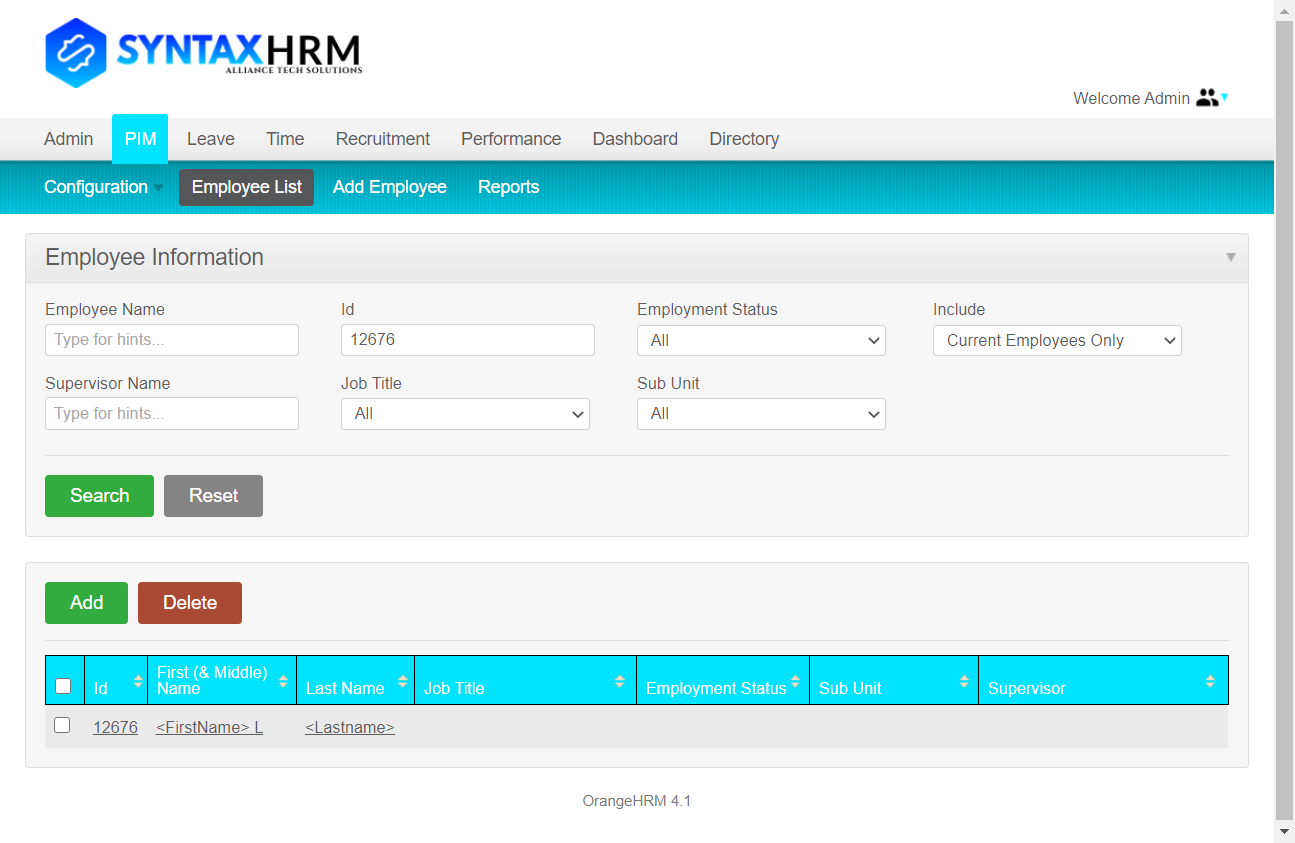 SYNTAXHRM
ALLIANCE TECH SOLUTIONS
Welcome Admin
Admin PIM Leave Time Recruitment Performance Dashboard Directory
Configuration Employee List Add Employee Reports
Employee Information
Employee Name Id Employment Status Include
Type for hints... 12676 All Current Employees Only
Supervisor Name Job Title Sub Unit
Type for hints... All All
Search Reset
Add Delete
Id First (& Middle) Name Last Name Job Title Employment Status Sub Unit Supervisor
12676 <FirstName> L <Lastname>
OrangeHRM 4.1